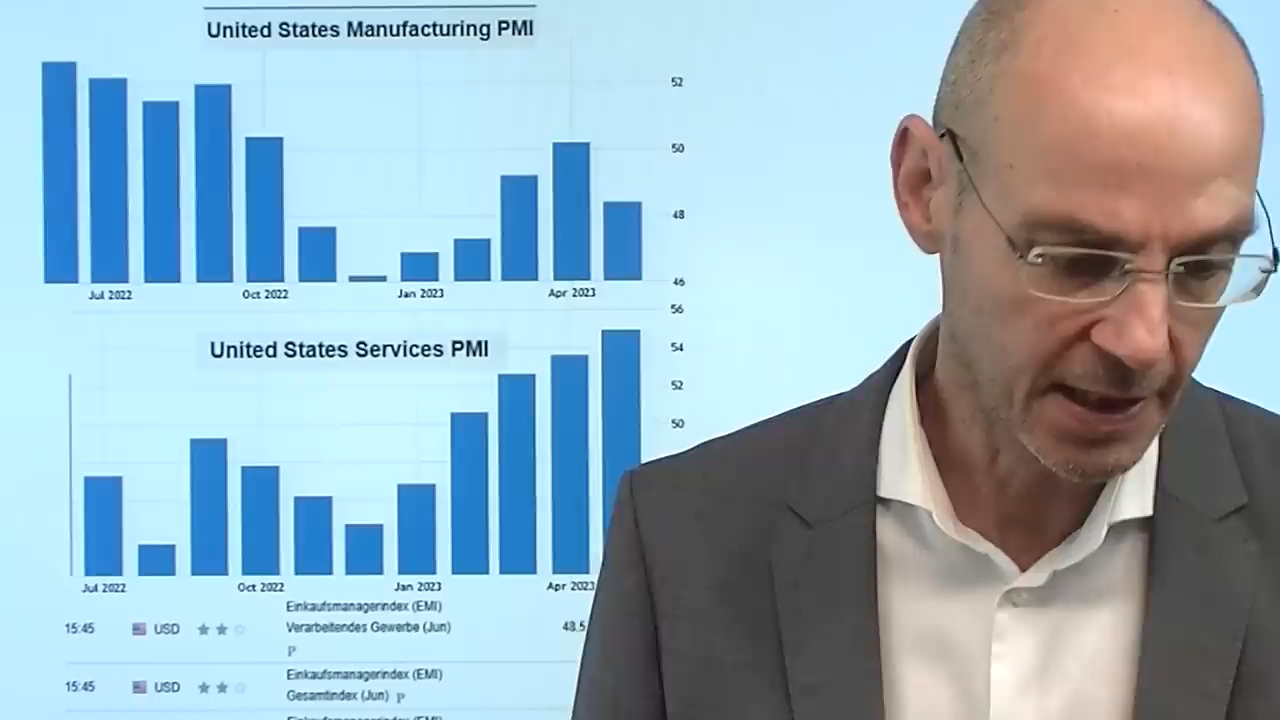 United States Manufacturing PMI
52
50
48
46
Jul 2022 Oct 2022 Jan 2023 Apr 2023
56
United States Services PMI
54
52
50
Jul 2022 Oct 2022 Jan 2023 Apr 2023
Einkaufsmanagerindex (EMI)
15:45 USD Verarbeitendes Gewerbe (Jun) 48.5
P
Einkaufsmanagerindex (EMI)
15:45 USD Gesamtindex (Jun) P
Einkaufsmanagerindex (EMI)